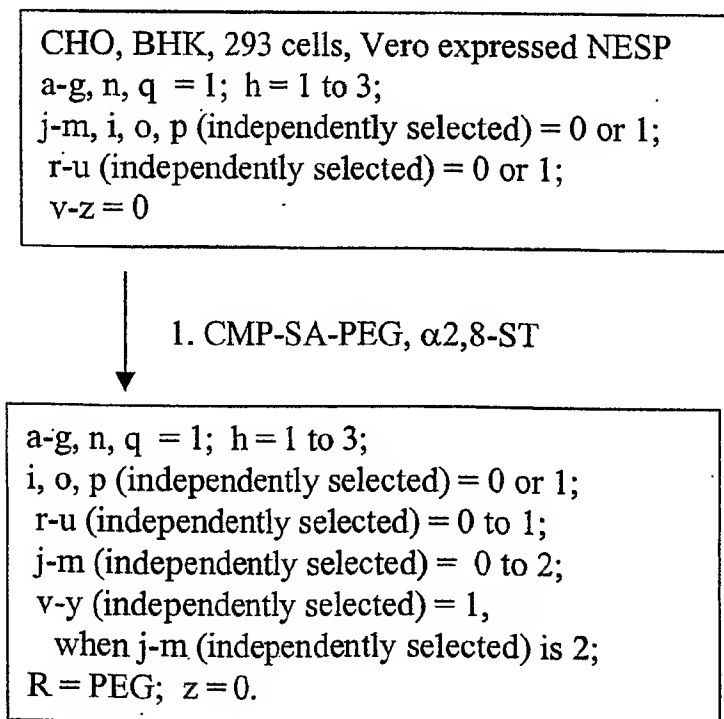 CHO, BHK, 293 cells, Vero expressed NESP
a-g, n, q = 1; h = 1 to 3;
j-m, i, o, p (independently selected) = 0 or 1;
r-u (independently selected) = 0 or 1;
v-z = 0
1. CMP-SA-PEG, α2,8-ST
a-g, n, q = 1; h = 1 to 3;
i, o, p (independently selected) = 0 or 1;
r-u (independently selected) = 0 to 1;
j-m (independently selected) = 0 to 2;
v-y (independently selected) = 1,
when j-m (independently selected) is 2;
R = PEG; z = 0.